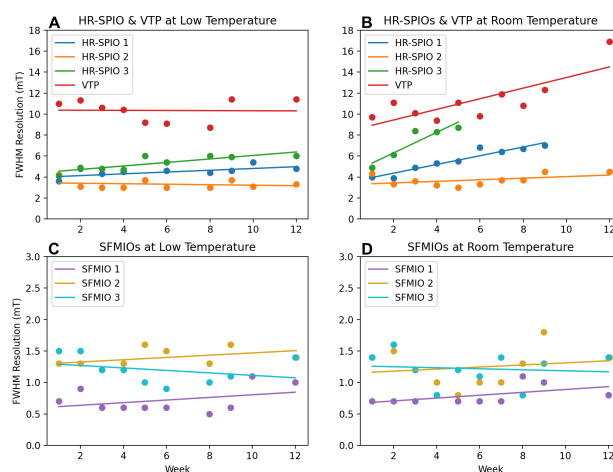 A HR-SPIO & VTP at Low Temperature
FWHM Resolution (mT)
18
16
14
12
10
8
6
4
2
0
HR-SPIO 1
HR-SPIO 2
HR-SPIO 3
VTP
2 4 6 8 10 12
B HR-SPIOs & VTP at Room Temperature
18
16
14
12
10
8
6
4
2
0
HR-SPIO 1
HR-SPIO 2
HR-SPIO 3
VTP
2 4 6 8 10 12
C SFMIOs at Low Temperature
FWHM Resolution (mT)
3.0
2.5
2.0
1.5
1.0
0.5
0.0
SFMIO 1
SFMIO 2
SFMIO 3
2 4 6 8 10 12
Week
D SFMIOs at Room Temperature
3.0
2.5
2.0
1.5
1.0
0.5
0.0
SFMIO 1
SFMIO 2
SFMIO 3
2 4 6 8 10 12
Week